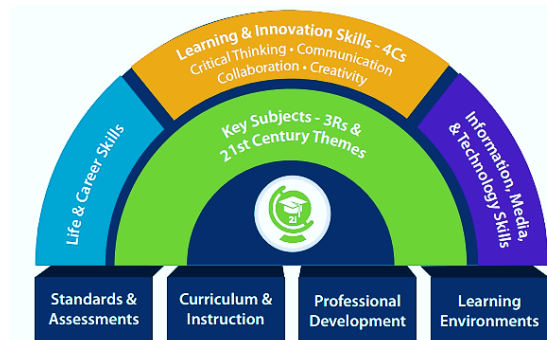 Learning & Innovation Skills - 4Cs
Critical Thinking • Communication
Collaboration • Creativity
Life & Career Skills
Key Subjects - 3Rs &
21st Century Themes
Information, Media,
& Technology Skills
21
Standards &
Assessments
Curriculum &
Instruction
Professional
Development
Learning
Environments